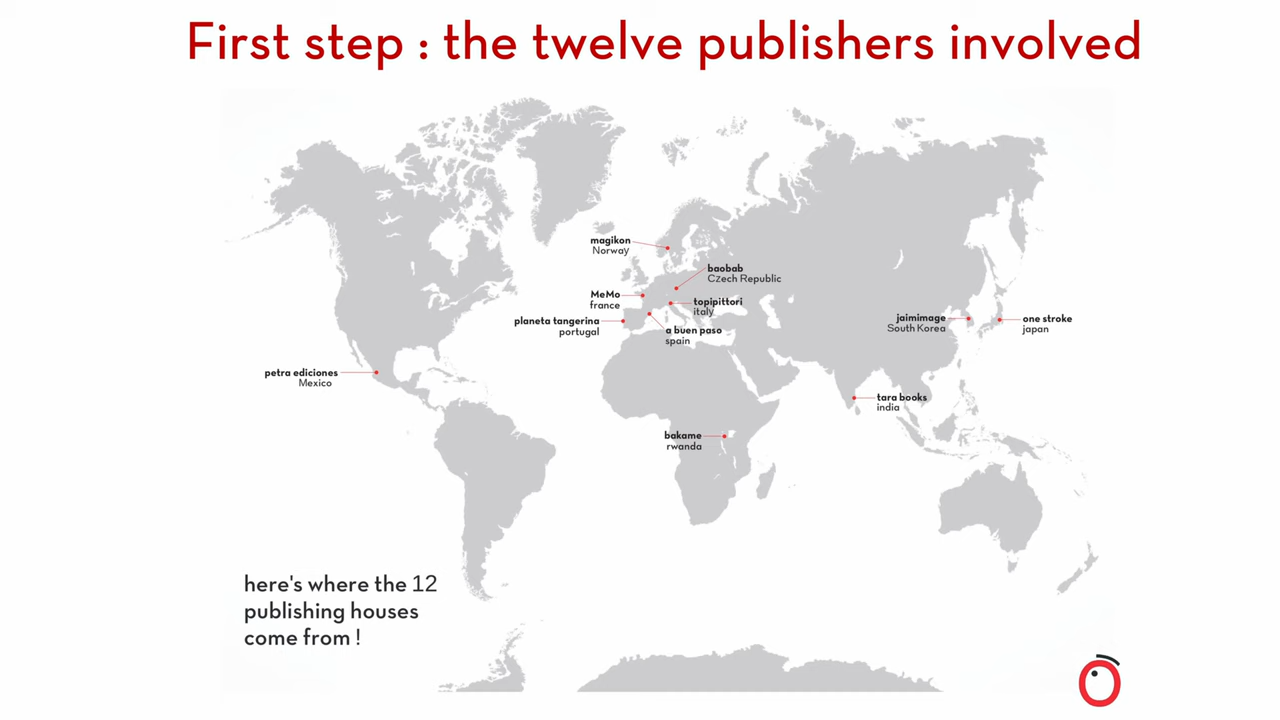 First step : the twelve publishers involved
magikon
Norway
baobab
Czech Republic
MeMo
france
topipittori
italy
planeta tangerina
portugal
a buen paso
spain
jaimimage
South Korea
one stroke
japan
petra ediciones
Mexico
tara books
india
bakame
rwanda
here's where the 12
publishing houses
come from !